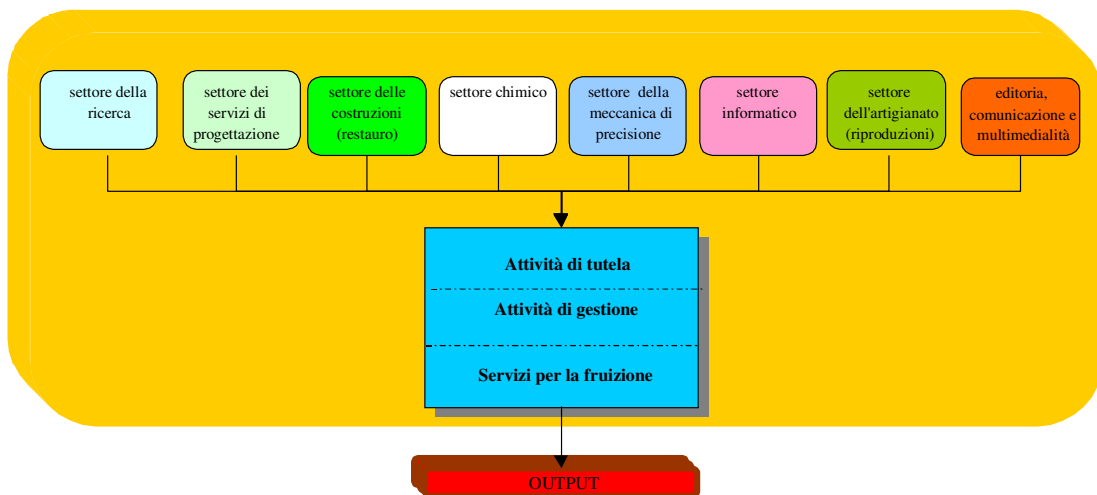 settore della
ricerca
settore dei
servizi di
progettazione
settore delle
costruzioni
(restauro)
settore chimico
settore della
meccanica di
precisione
settore
informatico
settore
dell'artigianato
(riproduzioni)
editoria,
comunicazione e
multimedialità
Attività di tutela
Attività di gestione
Servizi per la fruizione
OUTPUT